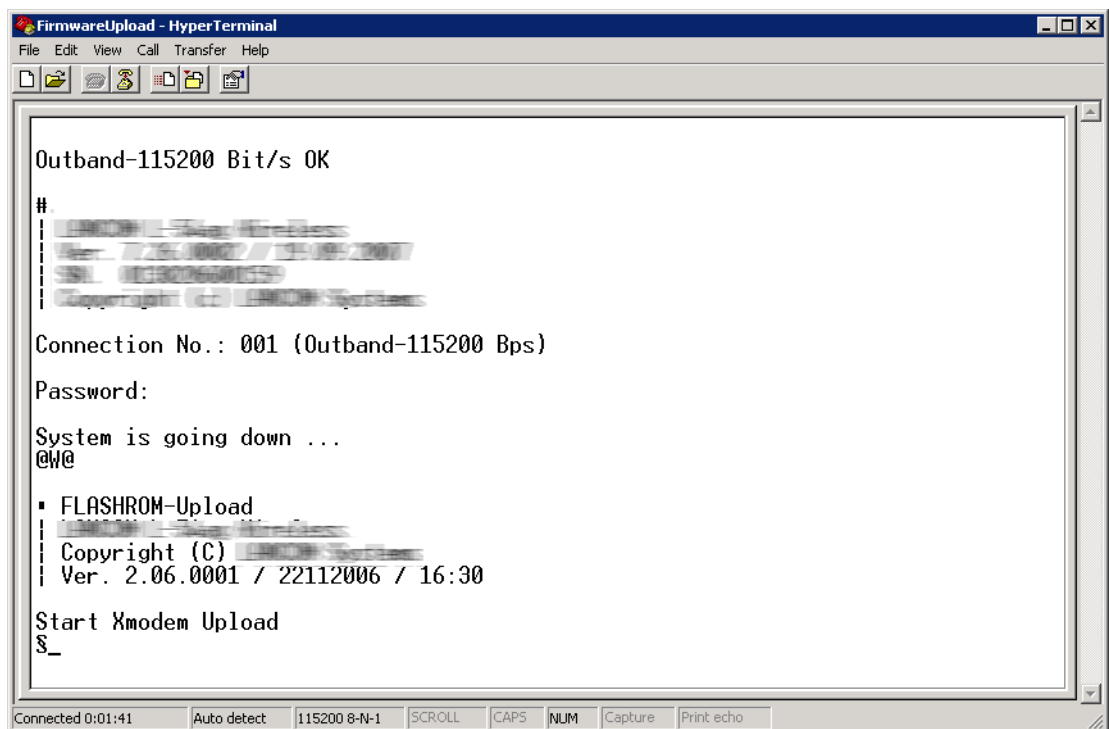 FirmwareUpload - HyperTerminal
File Edit View Call Transfer Help
Outband-115200 Bit/s OK
#
Connection No.: 001 (Outband-115200 Bps)
Password:
System is going down ...
@W@
FLASHROM-Upload
| Copyright (C)
| Ver. 2.06.0001 / 22112006 / 16:30
Start Xmodem Upload
§_
Connected 0:01:41 Auto detect 115200 8-N-1 SCROLL CAPS NUM Capture Print echo